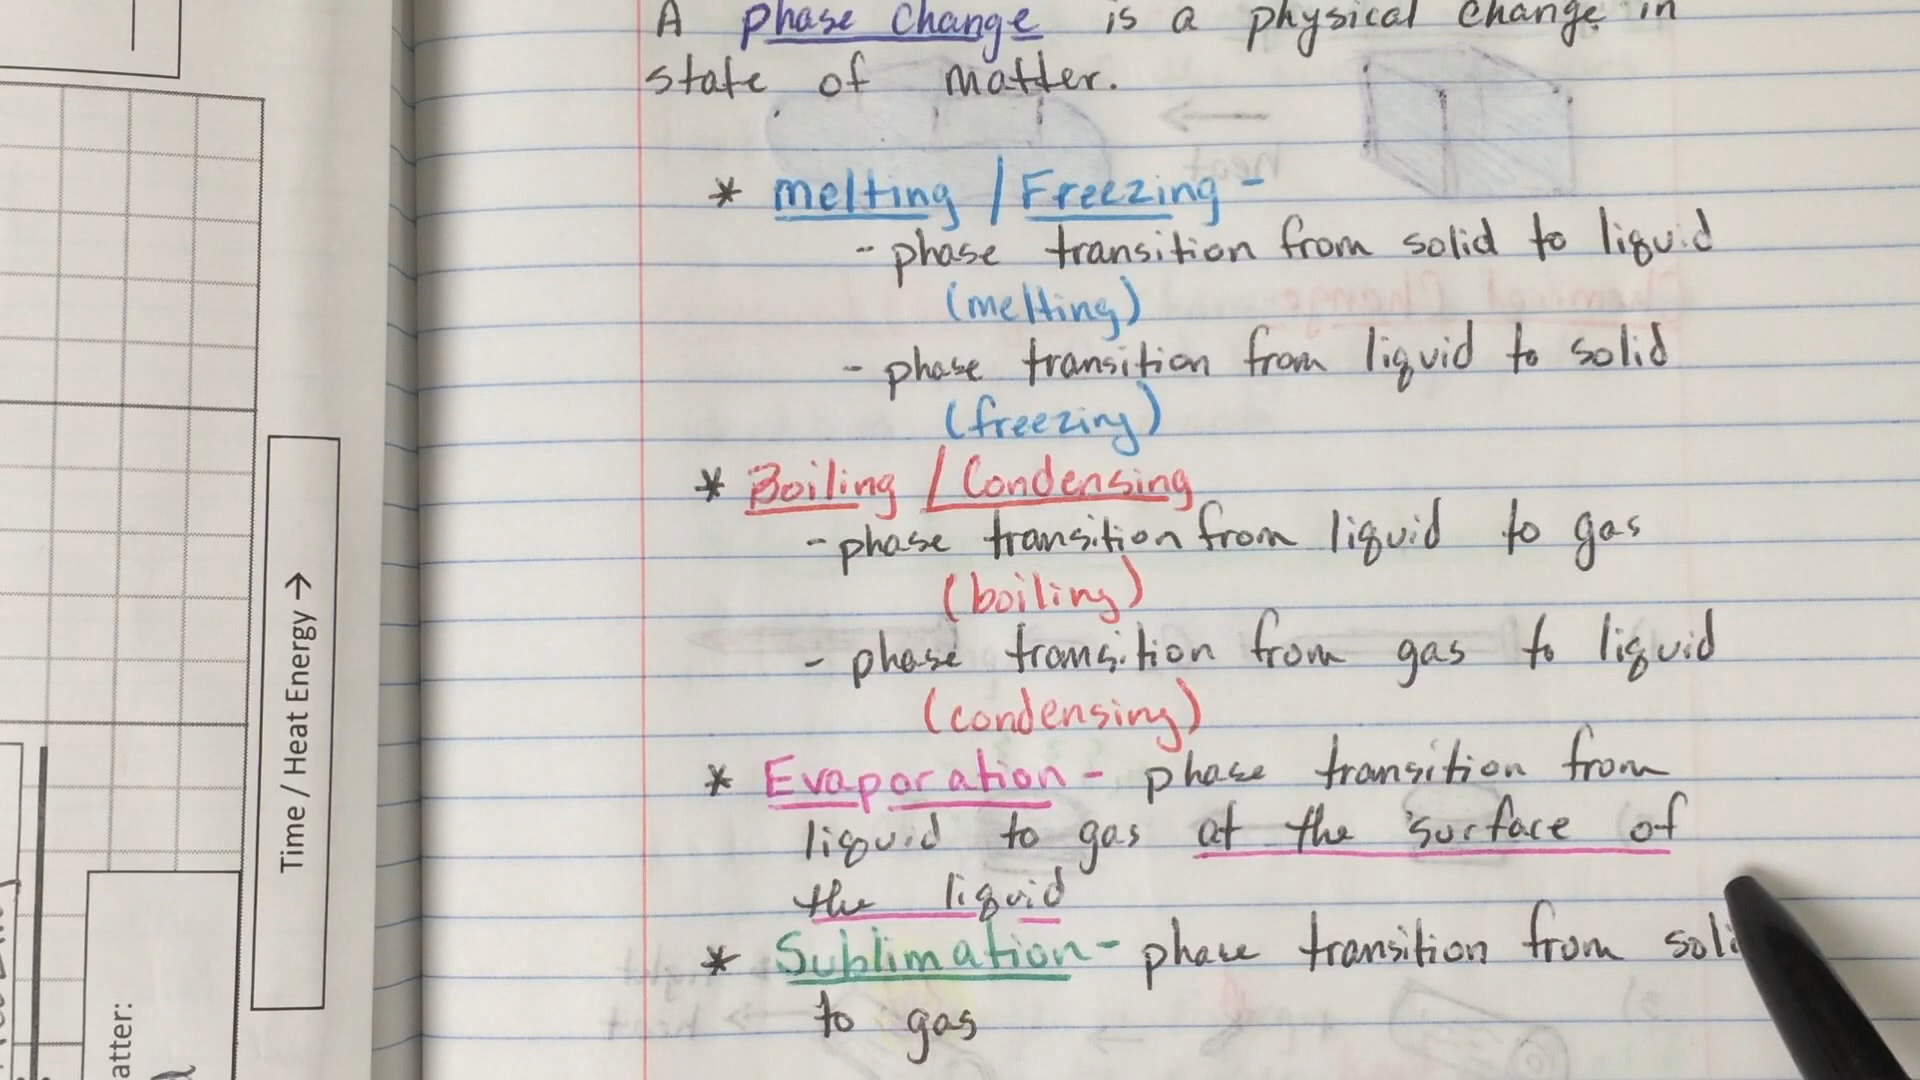 A phase change is a physical change in
state of matter.
* melting / Freezing -
- phase transition from solid to liquid
(melting)
- phase transition from liquid to solid
(freezing)
* Boiling / Condensing
- phase transition from liquid to gas
(boiling)
- phase transition from gas to liquid
(condensing)
* Evaporation - phase transition from
liquid to gas at the surface of
the liquid
* Sublimation - phase transition from soli
to gas
Time / Heat Energy →
atter: